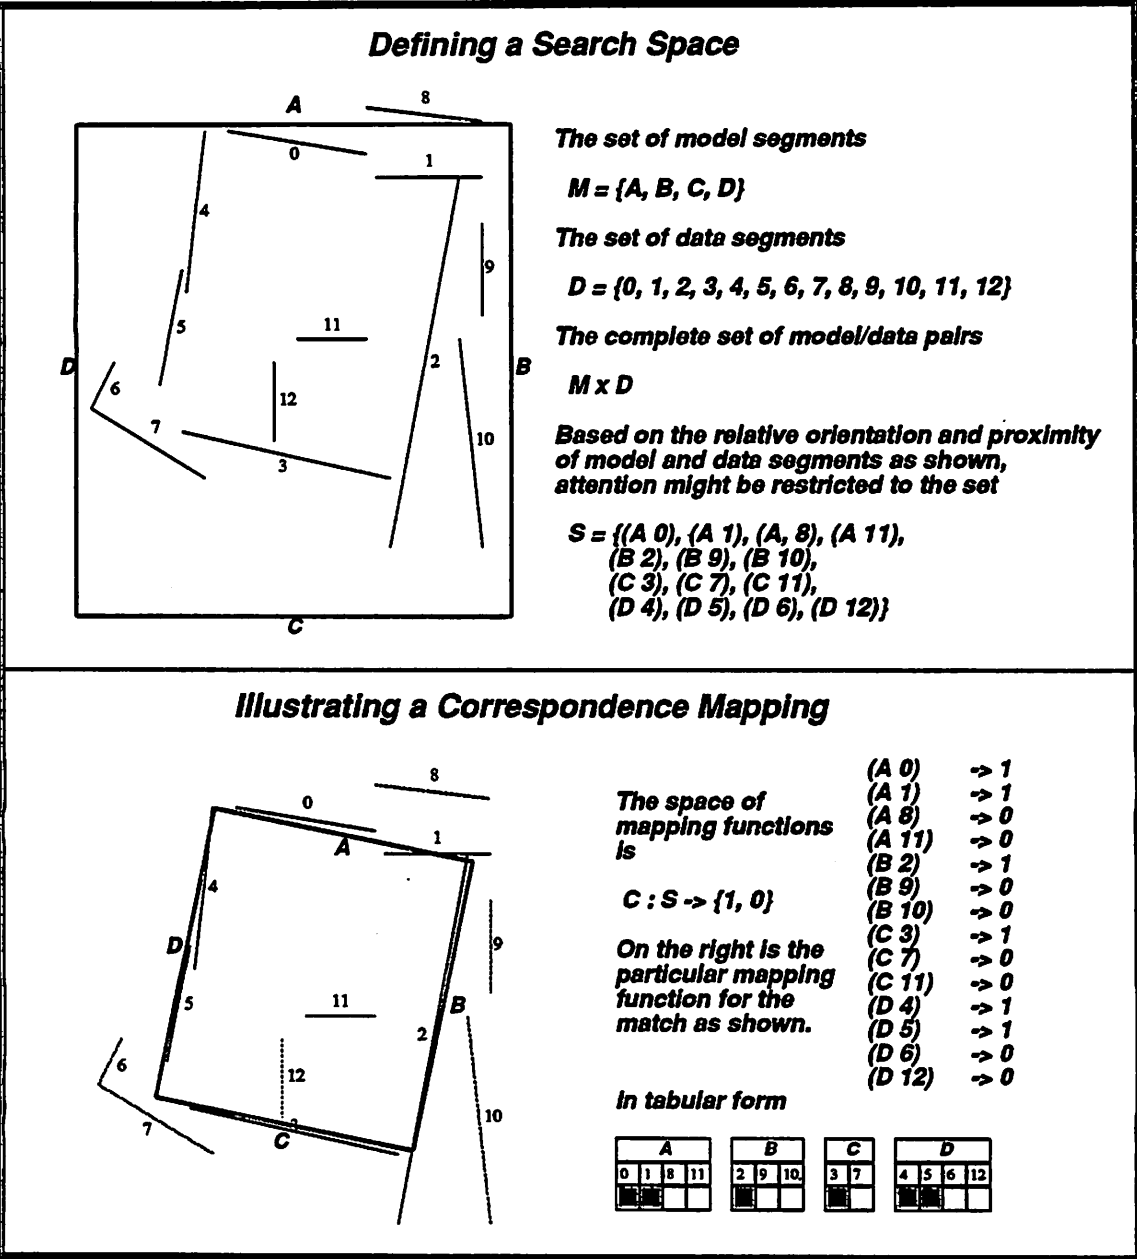 Defining a Search Space
A
8
0
1
4
9
5
11
2
D
B
6
12
7
10
3
C
The set of model segments
M = {A, B, C, D}
The set of data segments
D = {0, 1, 2, 3, 4, 5, 6, 7, 8, 9, 10, 11, 12}
The complete set of model/data pairs
M x D
Based on the relative orientation and proximity
of model and data segments as shown,
attention might be restricted to the set
S = {(A 0), (A 1), (A, 8), (A 11),
(B 2), (B 9), (B 10),
(C 3), (C 7), (C 11),
(D 4), (D 5), (D 6), (D 12)}
Illustrating a Correspondence Mapping
8
0
1
A
4
D
9
5
11
B
2
6
12
10
7
3
C
The space of
mapping functions
is
C : S -> {1, 0}
On the right is the
particular mapping
function for the
match as shown.
(A 0) -> 1
(A 1) -> 1
(A 8) -> 0
(A 11) -> 0
(B 2) -> 1
(B 9) -> 0
(B 10) -> 0
(C 3) -> 1
(C 7) -> 0
(C 11) -> 0
(D 4) -> 1
(D 5) -> 1
(D 6) -> 0
(D 12) -> 0
In tabular form
A B C D
0 1 8 11 2 9 10 3 7 4 5 6 12